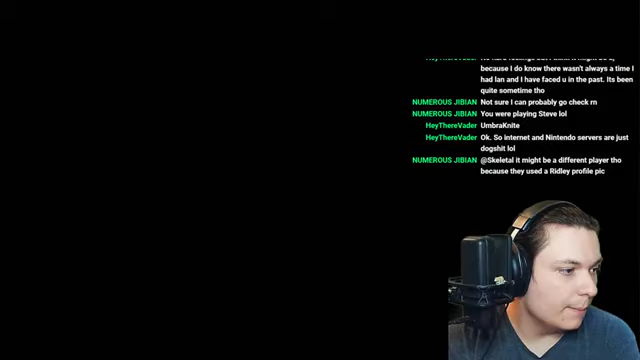 HeyThereVader
because I do know there wasn't always a time I
had lan and I have faced u in the past. Its been
quite sometime tho
NUMEROUS JIBIAN Not sure I can probably go check rn
NUMEROUS JIBIAN You were playing Steve lol
HeyThereVader UmbraKnite
HeyThereVader Ok. So internet and Nintendo servers are just
dogshit lol
NUMEROUS JIBIAN @Skeletal it might be a different player tho
because they used a Ridley profile pic